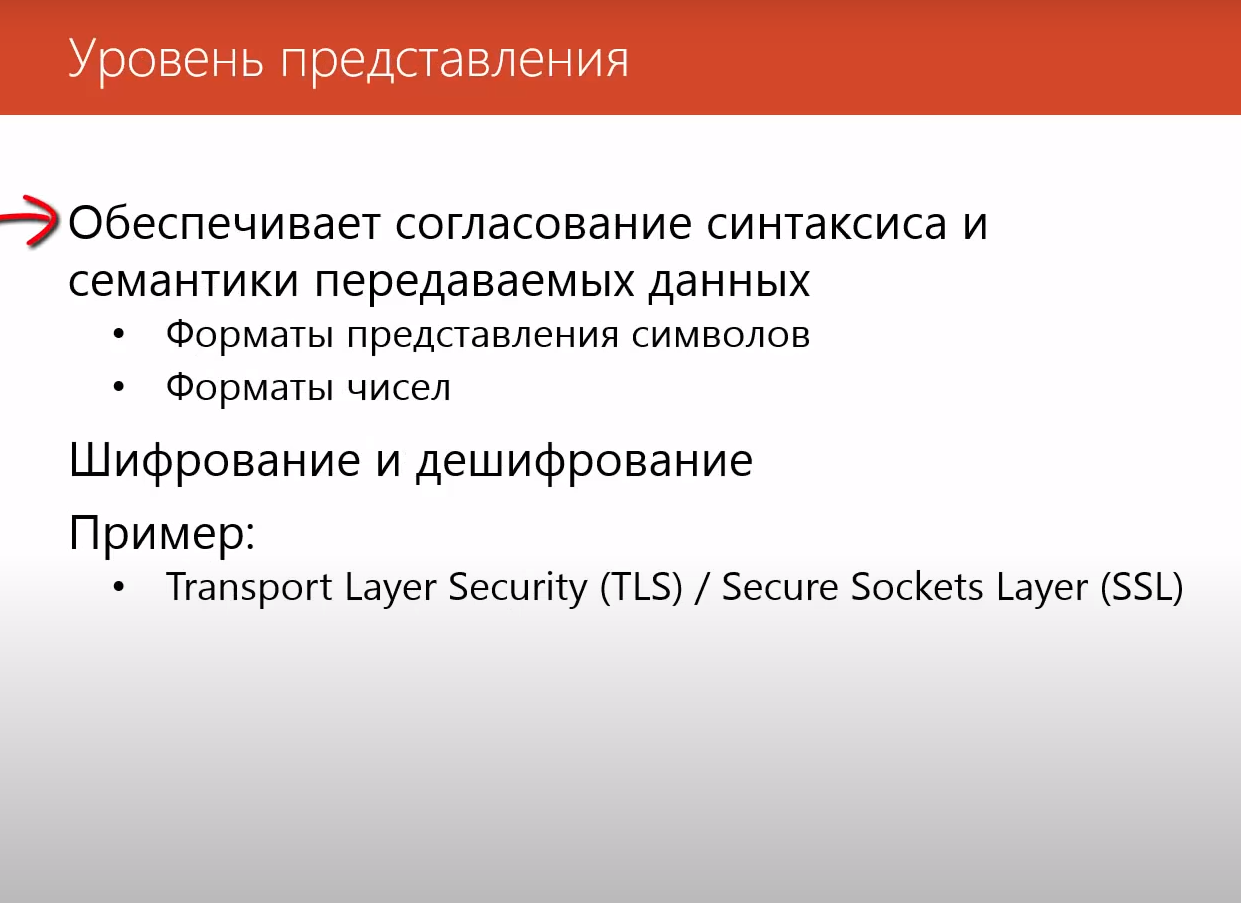 Уровень представления
Обеспечивает согласование синтаксиса и
семантики передаваемых данных
• Форматы представления символов
• Форматы чисел
Шифрование и дешифрование
Пример:
• Transport Layer Security (TLS) / Secure Sockets Layer (SSL)